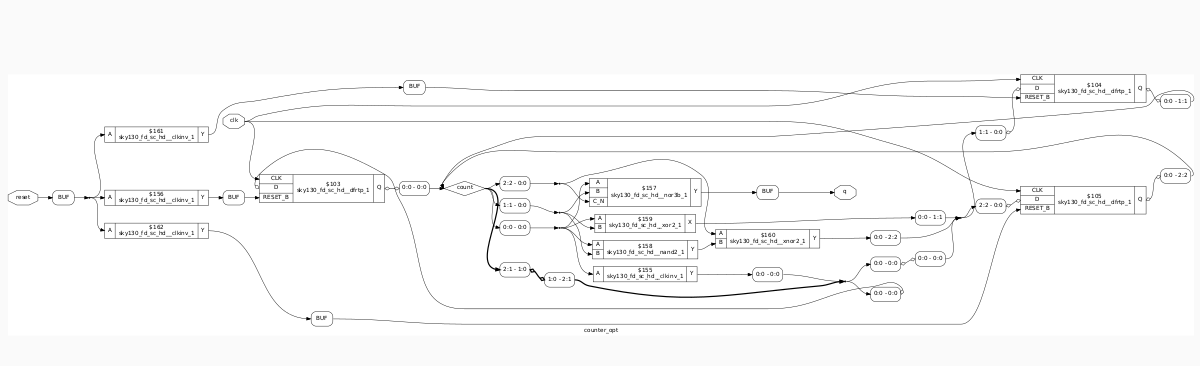 BUF
CLK
D
RESET_B
$104
sky130_fd_sc_hd__dfrtp_1
Q
0:0 - 1:1
clk
A
$161
sky130_fd_sc_hd__clkinv_1
Y
1:1 - 0:0
reset
BUF
A
$156
sky130_fd_sc_hd__clkinv_1
Y
BUF
CLK
D
RESET_B
$103
sky130_fd_sc_hd__dfrtp_1
Q
0:0 - 0:0
count
2:2 - 0:0
1:1 - 0:0
0:0 - 0:0
A
B
C_N
$157
sky130_fd_sc_hd__nor3b_1
Y
BUF
q
CLK
D
RESET_B
$105
sky130_fd_sc_hd__dfrtp_1
Q
0:0 - 2:2
2:2 - 0:0
A
B
$159
sky130_fd_sc_hd__xor2_1
X
0:0 - 1:1
A
$162
sky130_fd_sc_hd__clkinv_1
Y
A
B
$160
sky130_fd_sc_hd__xnor2_1
Y
0:0 - 2:2
A
B
$158
sky130_fd_sc_hd__nand2_1
Y
0:0 - 0:0
0:0 - 0:0
2:1 - 1:0
1:0 - 2:1
A
$155
sky130_fd_sc_hd__clkinv_1
Y
0:0 - 0:0
0:0 - 0:0
BUF
counter_opt